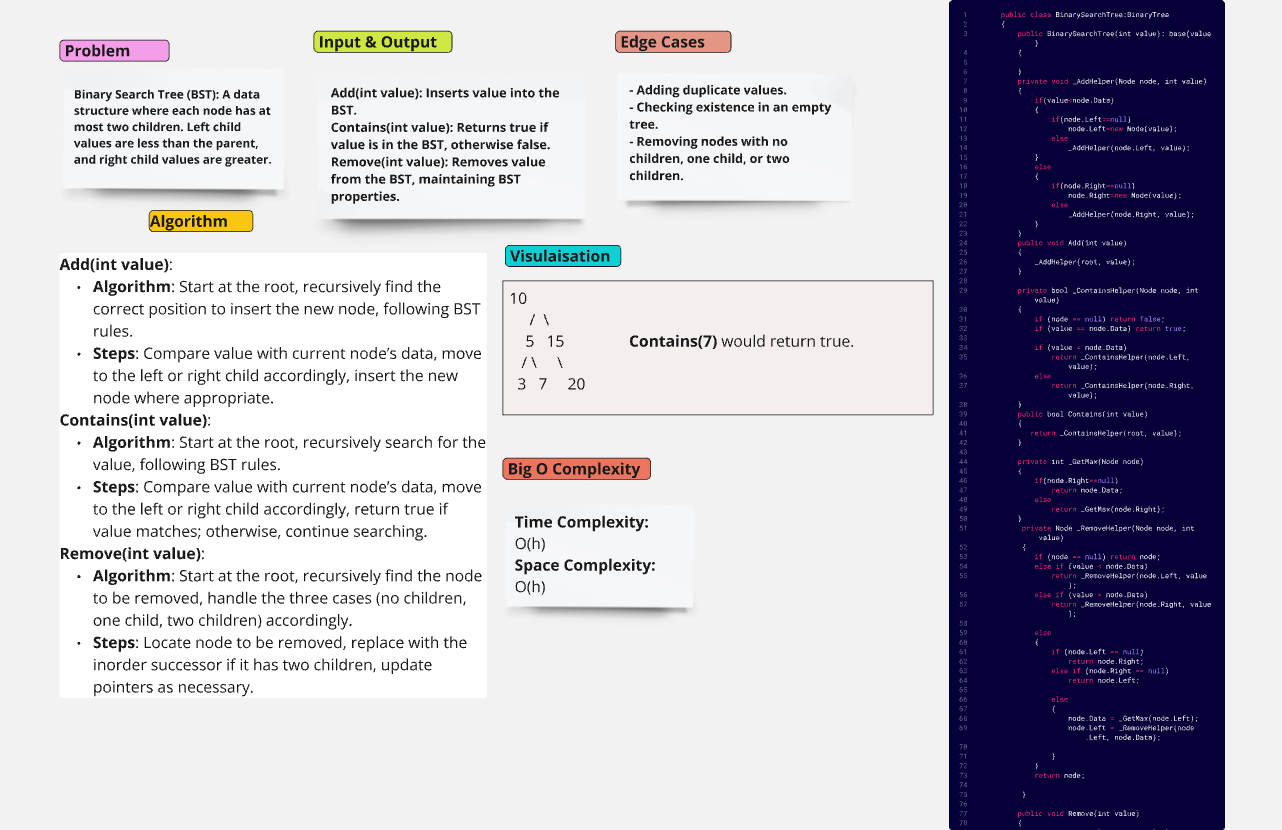 Problem
Input & Output
Edge Cases
Binary Search Tree (BST): A data
structure where each node has at
most two children. Left child
values are less than the parent,
and right child values are greater.
Add(int value): Inserts value into the
BST.
Contains(int value): Returns true if
value is in the BST, otherwise false.
Remove(int value): Removes value
from the BST, maintaining BST
properties.
- Adding duplicate values.
- Checking existence in an empty
tree.
- Removing nodes with no
children, one child, or two
children.
Algorithm
Add(int value):
• Algorithm: Start at the root, recursively find the
correct position to insert the new node, following BST
rules.
• Steps: Compare value with current node's data, move
to the left or right child accordingly, insert the new
node where appropriate.
Contains(int value):
• Algorithm: Start at the root, recursively search for the
value, following BST rules.
• Steps: Compare value with current node's data, move
to the left or right child accordingly, return true if
value matches; otherwise, continue searching.
Remove(int value):
• Algorithm: Start at the root, recursively find the node
to be removed, handle the three cases (no children,
one child, two children) accordingly.
• Steps: Locate node to be removed, replace with the
inorder successor if it has two children, update
pointers as necessary.
Visulaisation
10
/ \
5 15
/ \ \
3 7 20
Contains(7) would return true.
Big O Complexity
Time Complexity:
O(h)
Space Complexity:
O(h)
1 public class BinarySearchTree:BinaryTree
2 {
3 public BinarySearchTree(int value): base(value
)
4 {
5
6 }
7 private void _AddHelper(Node node, int value)
8 {
9 if(value<node.Data)
10 {
11 if(node.Left==null)
12 node.Left=new Node(value);
13 else
14 _AddHelper(node.Left, value);
15 }
16 else
17 {
18 if(node.Right==null)
19 node.Right=new Node(value);
20 else
21 _AddHelper(node.Right, value);
22 }
23 }
24 public void Add(int value)
25 {
26 _AddHelper(root, value);
27 }
28
29 private bool _ContainsHelper(Node node, int
value)
30 {
31 if (node == null) return false;
32 if (value == node.Data) return true;
33
34 if (value < node.Data)
35 return _ContainsHelper(node.Left,
value);
36 else
37 return _ContainsHelper(node.Right,
value);
38 }
39 public bool Contains(int value)
40 {
41 return _ContainsHelper(root, value);
42 }
43
44 private int _GetMax(Node node)
45 {
46 if(node.Right==null)
47 return node.Data;
48 else
49 return _GetMax(node.Right);
50 }
51 private Node _RemoveHelper(Node node, int
value)
52 {
53 if (node == null) return node;
54 else if (value < node.Data)
55 return _RemoveHelper(node.Left, value
);
56 else if (value > node.Data)
57 return _RemoveHelper(node.Right, value
);
58
59 else
60 {
61 if (node.Left == null)
62 return node.Right;
63 else if (node.Right == null)
64 return node.Left;
65
66 else
67 {
68 node.Data = _GetMax(node.Left);
69 node.Left = _RemoveHelper(node
.Left, node.Data);
70
71 }
72 }
73 return node;
74
75 }
76
77 public void Remove(int value)
78 {